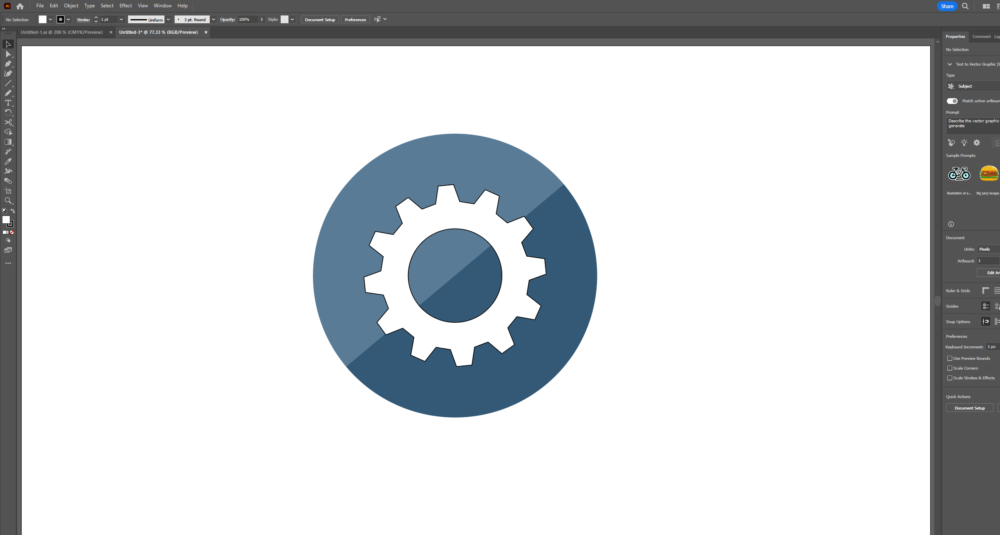 Ai File Edit Object Type Select Effect View Window Help Share
No Selection Stroke: 1 pt Uniform 3 pt. Round Opacity: 100% Style: Document Setup Preferences
Untitled-1.ai @ 200 % (CMYK/Preview) × Untitled-3* @ 77.33 % (RGB/Preview) ×
Properties Comment Lay
No Selection
Text to Vector Graphic (B
Type
Subject
Match active artboar
Prompt
Describe the vector graphic
generate
Sample Prompts
Illustration of a... Big juicy burger..
Document
Units: Pixels
Artboard: 1
Edit Art
Ruler & Grids
Guides
Snap Options
Preferences
Keyboard Increment: 1 px
Use Preview Bounds
Scale Corners
Scale Strokes & Effects
Quick Actions
Document Setup